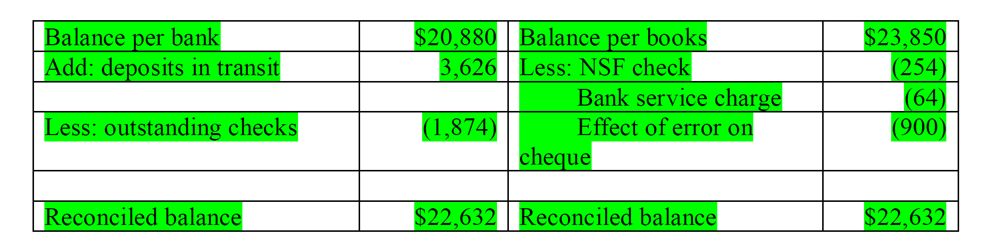 Balance per bank $20,880 Balance per books $23,850
Add: deposits in transit 3,626 Less: NSF check (254)
Bank service charge (64)
Less: outstanding checks (1,874) Effect of error on (900)
cheque
Reconciled balance $22,632 Reconciled balance $22,632